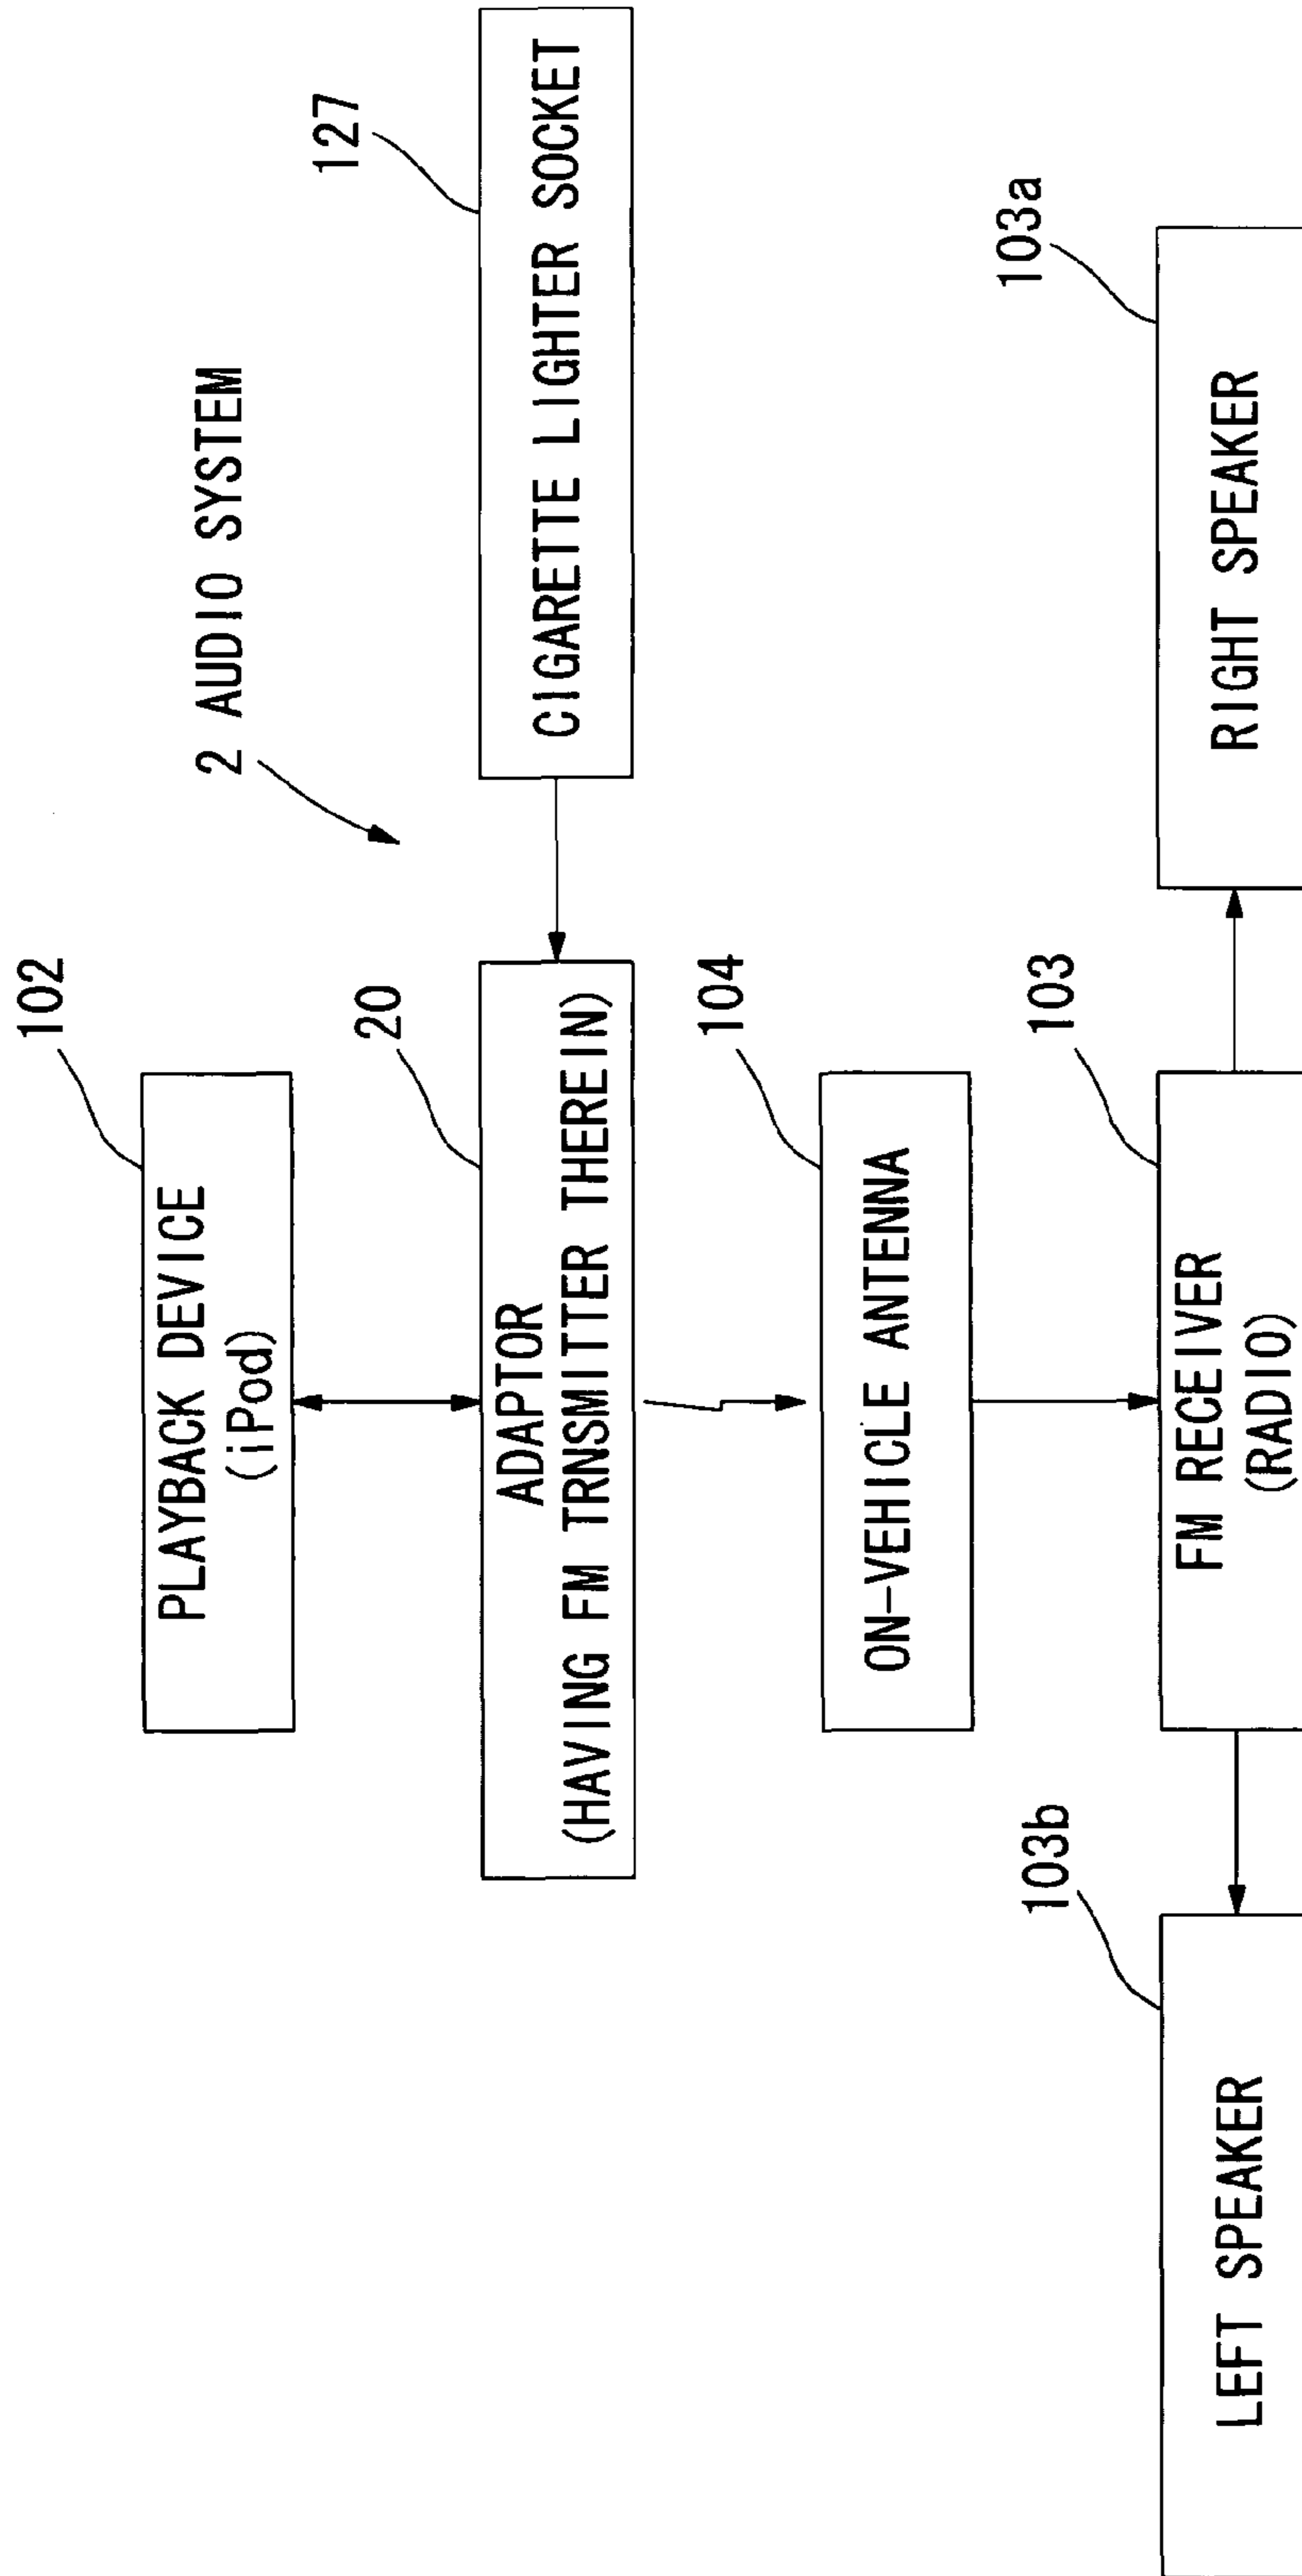 2 AUDIO SYSTEM
102
PLAYBACK DEVICE
(iPod)
127
20
ADAPTOR
(HAVING FM TRNSMITTER THEREIN)
CIGARETTE LIGHTER SOCKET
104
ON-VEHICLE ANTENNA
103b
103
103a
LEFT SPEAKER
FM RECEIVER
(RADIO)
RIGHT SPEAKER